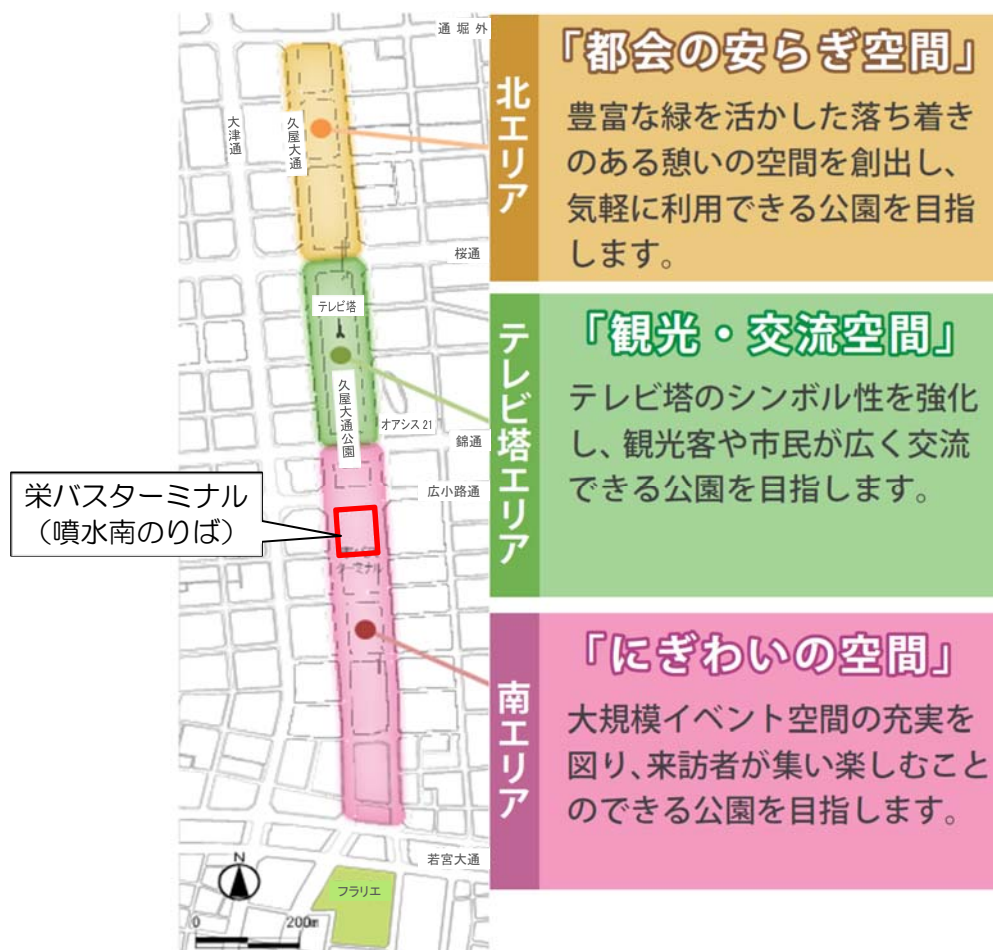 通堀外
大津通
久屋大通
桜通
テレビ塔
久屋大通公園
オアシス21
錦通
広小路通
栄バスターミナル
（噴水南のりば）
ターミナル
若宮大通
フラリエ
N
0
200m
北エリア
「都会の安らぎ空間」
豊富な緑を活かした落ち着き
のある憩いの空間を創出し、
気軽に利用できる公園を目指
します。
テレビ塔エリア
「観光・交流空間」
テレビ塔のシンボル性を強化
し、観光客や市民が広く交流
できる公園を目指します。
南エリア
「にぎわいの空間」
大規模イベント空間の充実を
図り、来訪者が集い楽しむこと
のできる公園を目指します。